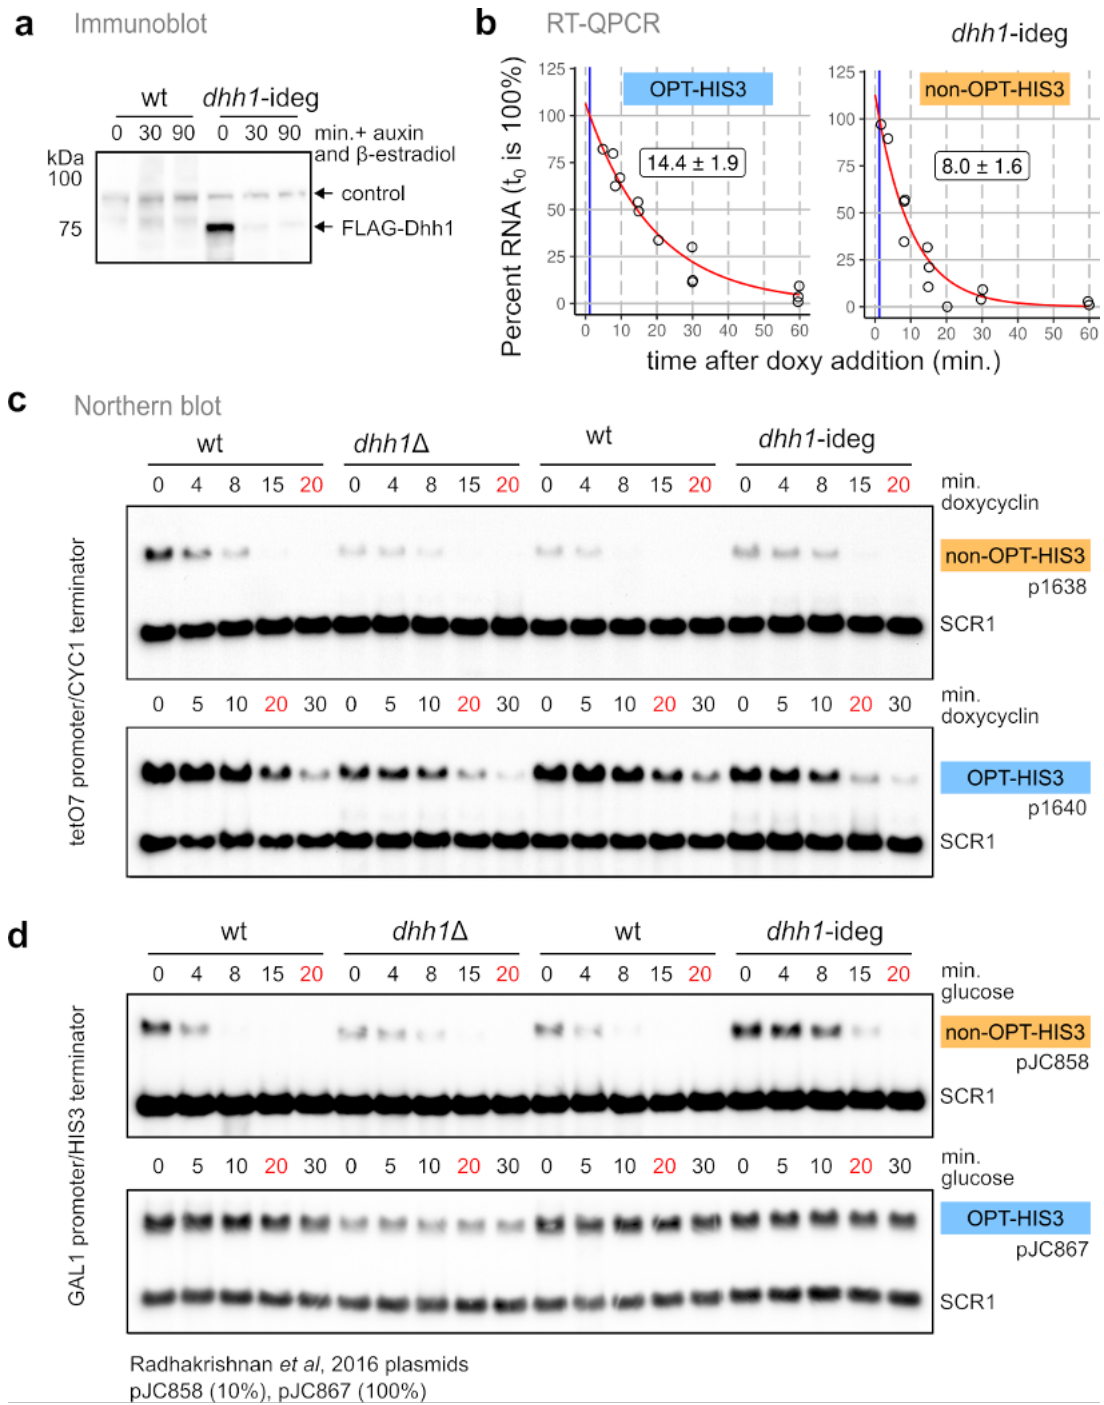 a Immunoblot
wt dhh1-ideg
0 30 90 0 30 90 min.+ auxin
and β-estradiol
kDa
100
75
control
FLAG-Dhh1
b RT-QPCR
dhh1-ideg
Percent RNA (t0 is 100%)
125
100
75
50
25
0
OPT-HIS3
14.4 ± 1.9
0 10 20 30 40 50 60
125
100
50
25
0
non-OPT-HIS3
8.0 ± 1.6
0 10 20 30 40 50 60
time after doxy addition (min.)
c Northern blot
wt dhh1Δ wt dhh1-ideg
0 4 8 15 20 0 4 8 15 20 0 4 8 15 20 0 4 8 15 20 min.
doxycyclin
tetO7 promoter/CYC1 terminator
non-OPT-HIS3
p1638
SCR1
0 5 10 20 30 0 5 10 20 30 0 5 10 20 30 0 5 10 20 30 min.
doxycyclin
OPT-HIS3
p1640
SCR1
d
wt dhh1Δ wt dhh1-ideg
0 4 8 15 20 0 4 8 15 20 0 4 8 15 20 0 4 8 15 20 min.
glucose
GAL1 promoter/HIS3 terminator
non-OPT-HIS3
pJC858
SCR1
0 5 10 20 30 0 5 10 20 30 0 5 10 20 30 0 5 10 20 30 min.
glucose
OPT-HIS3
pJC867
SCR1
Radhakrishnan et al, 2016 plasmids
pJC858 (10%), pJC867 (100%)